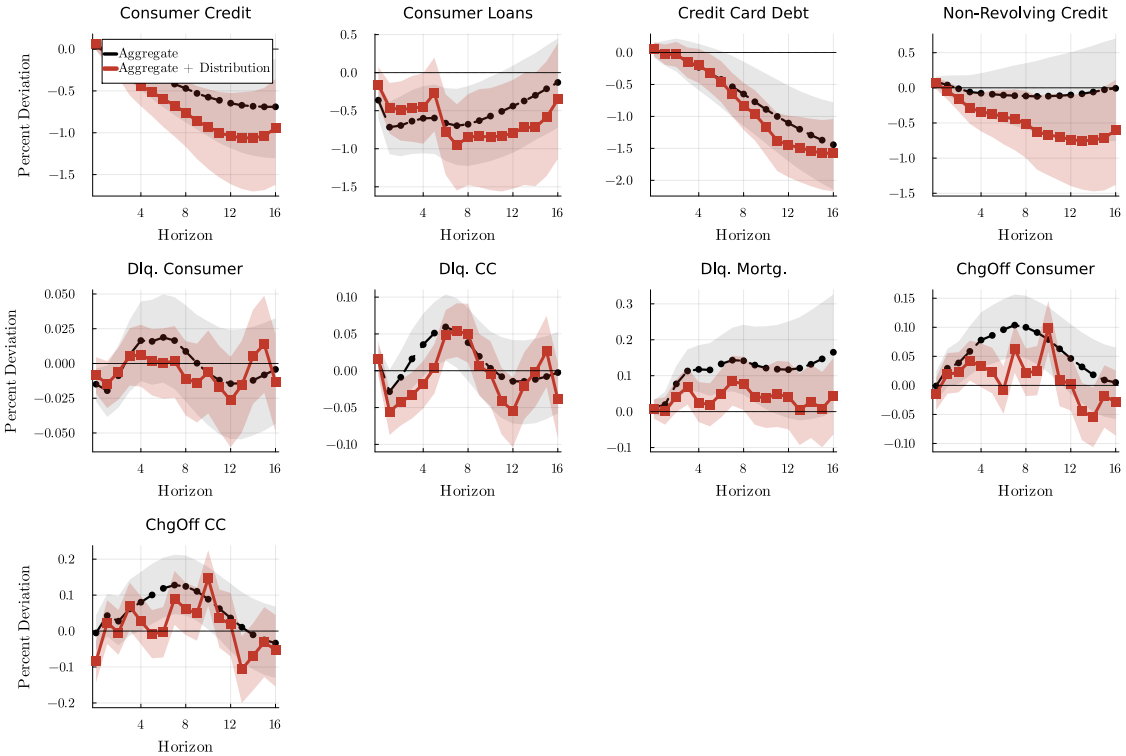 Consumer Credit
Consumer Loans
Credit Card Debt
Non-Revolving Credit
Percent Deviation
0.0
−0.5
−1.0
−1.5
Aggregate
Aggregate + Distribution
4 8 12 16
Horizon
0.5
0.0
−0.5
−1.0
−1.5
4 8 12 16
Horizon
0.0
−0.5
−1.0
−1.5
−2.0
4 8 12 16
Horizon
0.5
0.0
−0.5
−1.0
−1.5
4 8 12 16
Horizon
Dlq. Consumer
Dlq. CC
Dlq. Mortg.
ChgOff Consumer
Percent Deviation
0.050
0.025
0.000
−0.025
−0.050
4 8 12 16
Horizon
0.10
0.05
0.00
−0.05
−0.10
4 8 12 16
Horizon
0.3
0.2
0.1
0.0
−0.1
4 8 12 16
Horizon
0.15
0.10
0.05
0.00
−0.05
−0.10
4 8 12 16
Horizon
ChgOff CC
Percent Deviation
0.2
0.1
0.0
−0.1
−0.2
4 8 12 16
Horizon